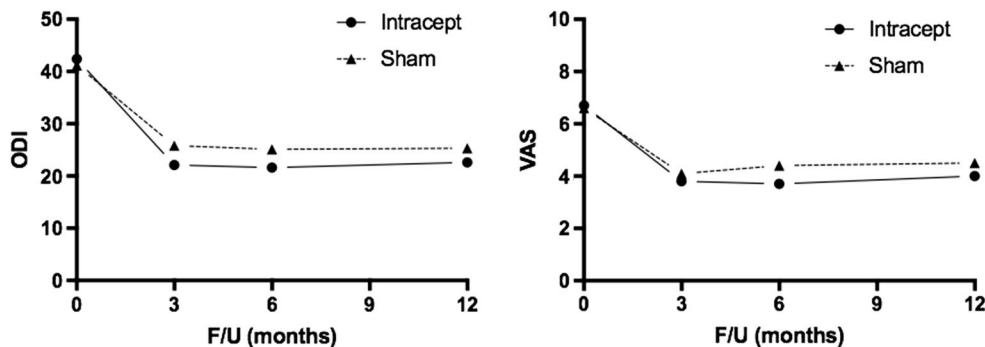 ODI
50
40
30
20
10
0
0 3 6 9 12
F/U (months)
Intracept
Sham
VAS
10
8
6
4
2
0
0 3 6 9 12
F/U (months)
Intracept
Sham